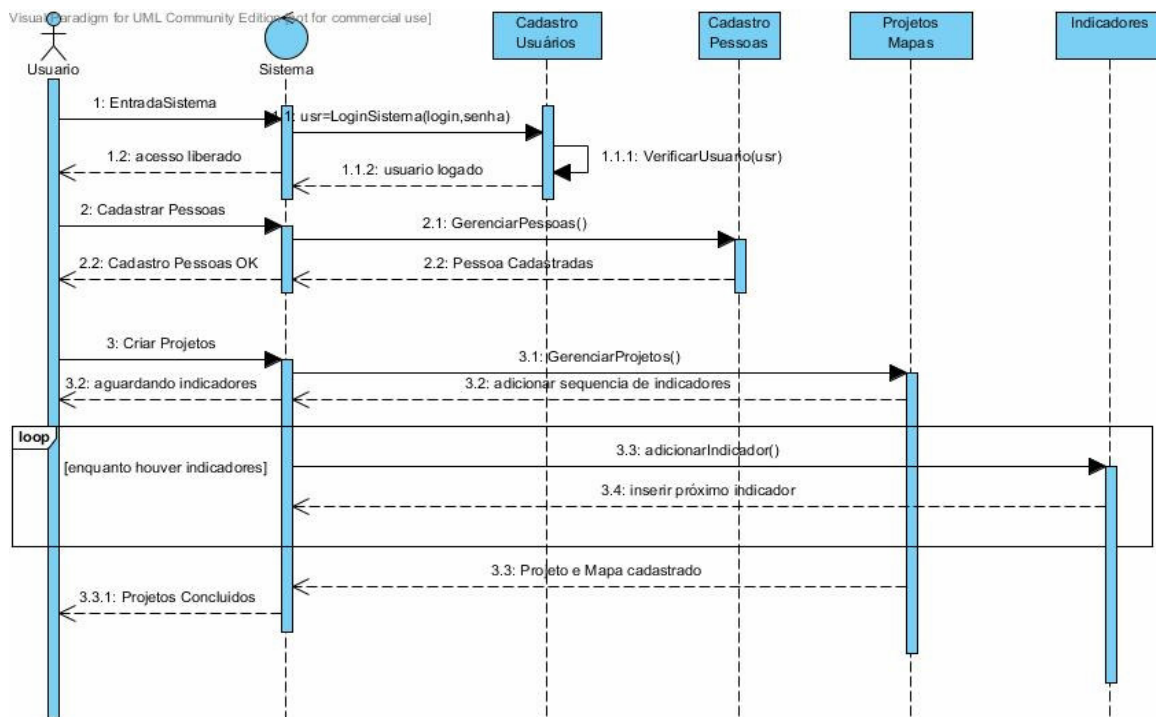 Visual Paradigm for UML Community Edition [not for commercial use]
Usuario
Sistema
Cadastro
Usuários
Cadastro
Pessoas
Projetos
Mapas
Indicadores
1: EntradaSistema
1.1: usr=LoginSistema(login,senha)
1.1.1: VerificarUsuario(usr)
1.2: acesso liberado
1.1.2: usuario logado
2: Cadastrar Pessoas
2.1: GerenciarPessoas()
2.2: Cadastro Pessoas OK
2.2: Pessoa Cadastradas
3: Criar Projetos
3.1: GerenciarProjetos()
3.2: aguardando indicadores
3.2: adicionar sequencia de indicadores
loop
[enquanto houver indicadores]
3.3: adicionarIndicador()
3.4: inserir próximo indicador
3.3: Projeto e Mapa cadastrado
3.3.1: Projetos Concluidos